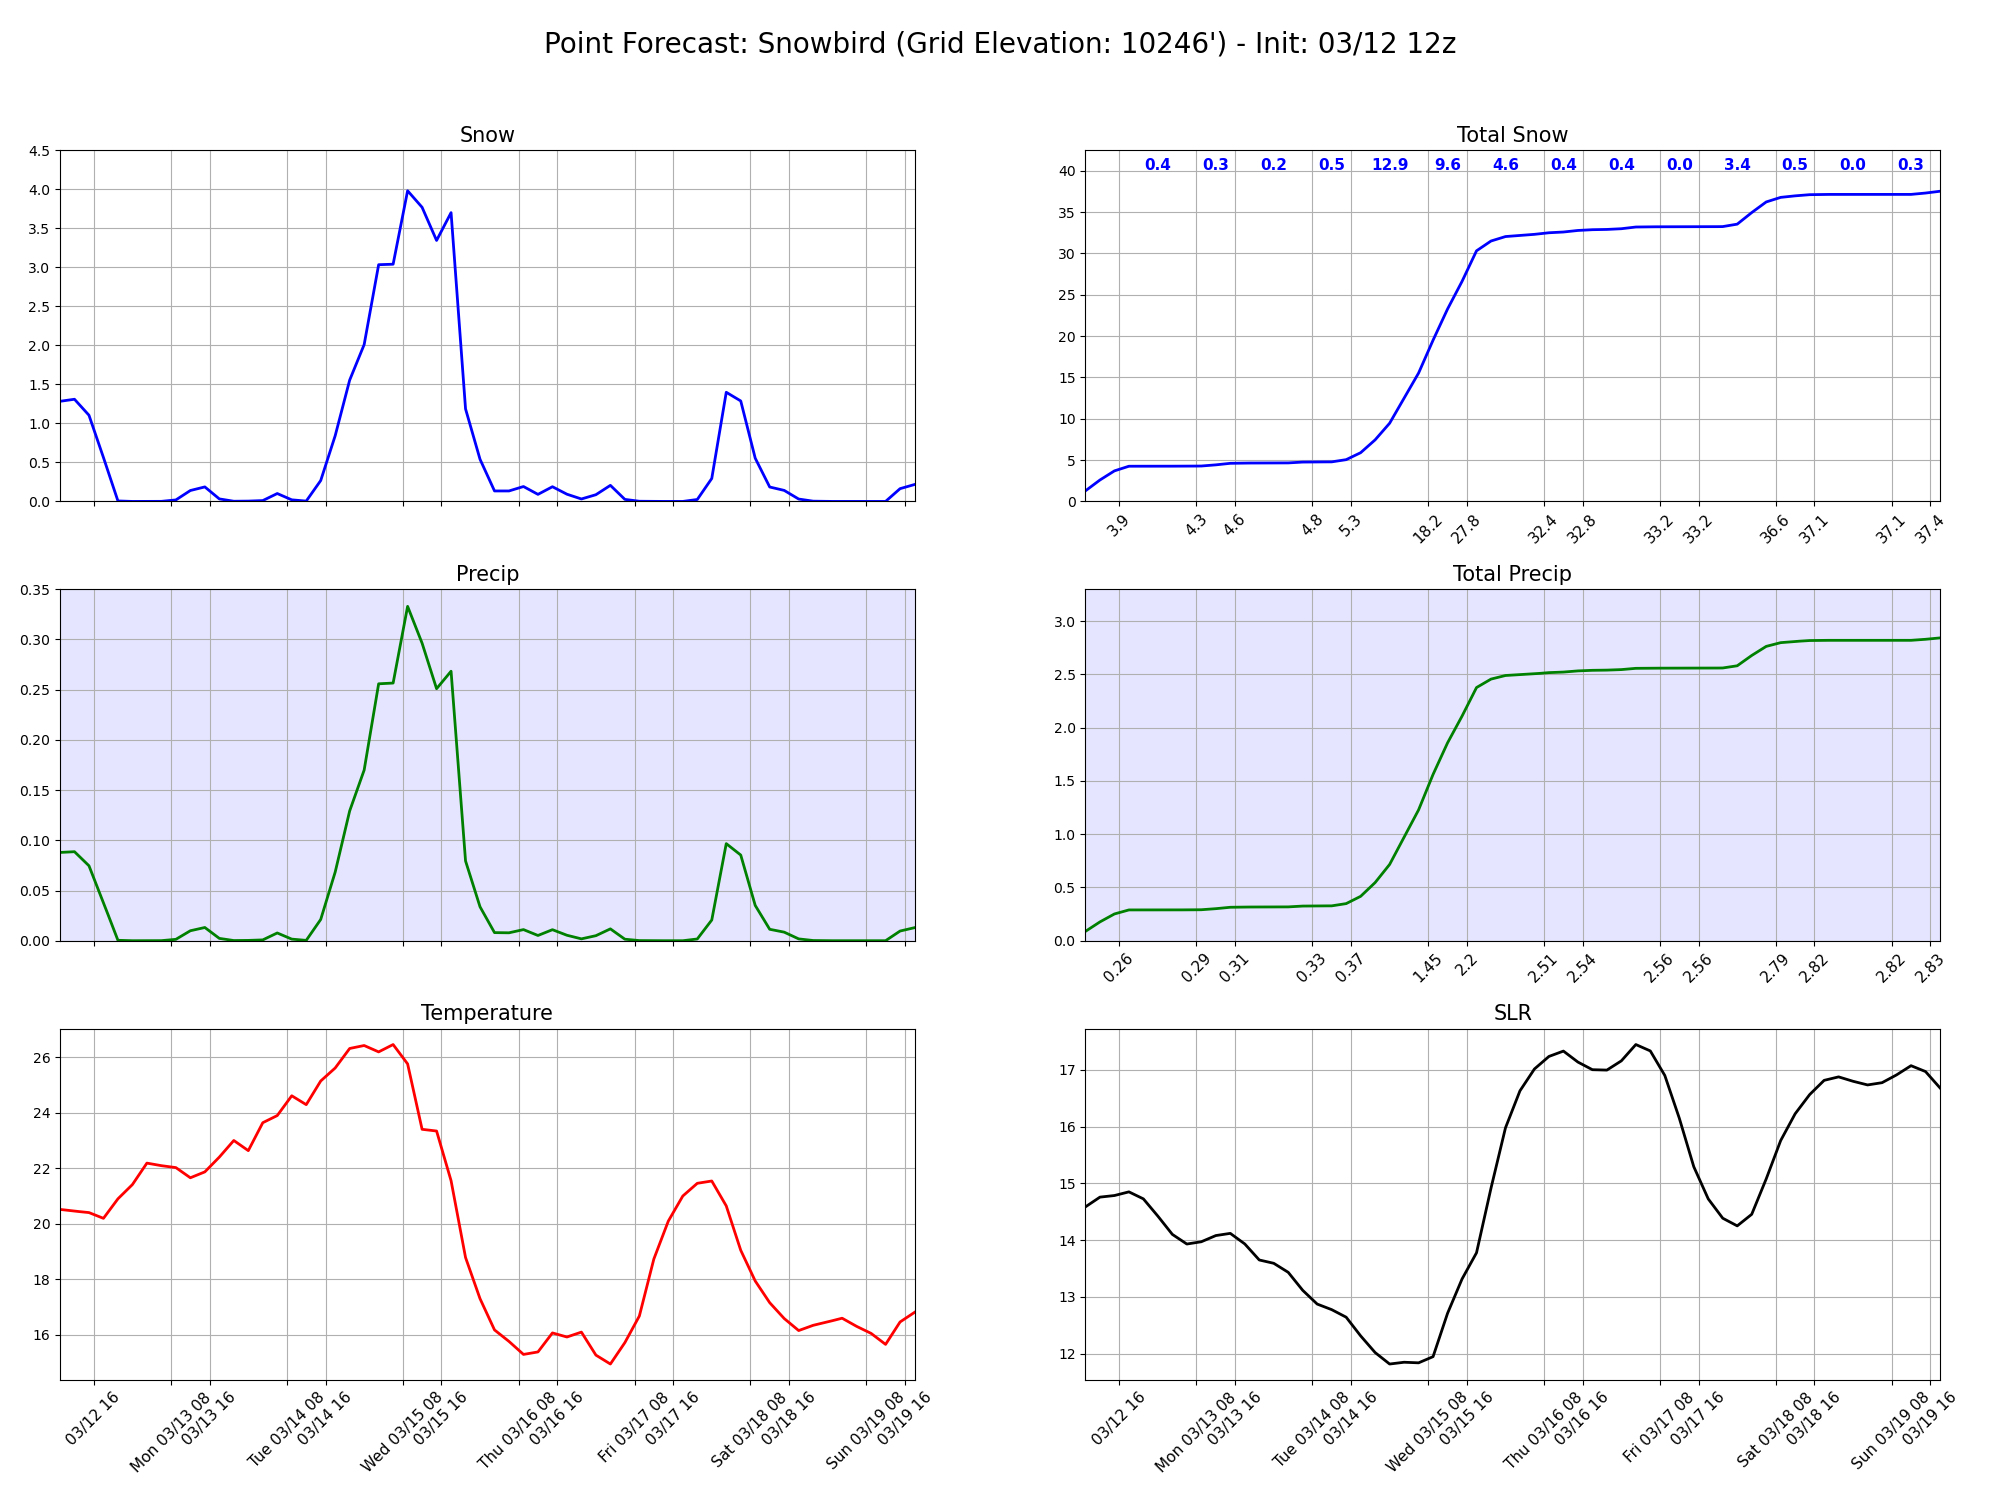 Point Forecast: Snowbird (Grid Elevation: 10246') - Init: 03/12 12z
Snow
4.5
4.0
3.5
3.0
2.5
2.0
1.5
1.0
0.5
0.0
Total Snow
0.4 0.3 0.2 0.5 12.9 9.6 4.6 0.4 0.4 0.0 3.4 0.5 0.0 0.3
40
35
30
25
20
15
10
5
0
3.9 4.3 4.6 4.8 5.3 18.2 27.8 32.4 32.8 33.2 33.2 36.6 37.1 37.1 37.4
Precip
0.35
0.30
0.25
0.20
0.15
0.10
0.05
0.00
Total Precip
3.0
2.5
2.0
1.5
1.0
0.5
0.0
0.26 0.29 0.31 0.33 0.37 1.45 2.2 2.51 2.54 2.56 2.56 2.79 2.82 2.82 2.83
Temperature
26
24
22
20
18
16
03/12 16
Mon 03/13 08
03/13 16
Tue 03/14 08
03/14 16
Wed 03/15 08
03/15 16
Thu 03/16 08
03/16 16
Fri 03/17 08
03/17 16
Sat 03/18 08
03/18 16
Sun 03/19 08
03/19 16
SLR
17
16
15
14
13
12
03/12 16
Mon 03/13 08
03/13 16
Tue 03/14 08
03/14 16
Wed 03/15 08
03/15 16
Thu 03/16 08
03/16 16
Fri 03/17 08
03/17 16
Sat 03/18 08
03/18 16
Sun 03/19 08
03/19 16